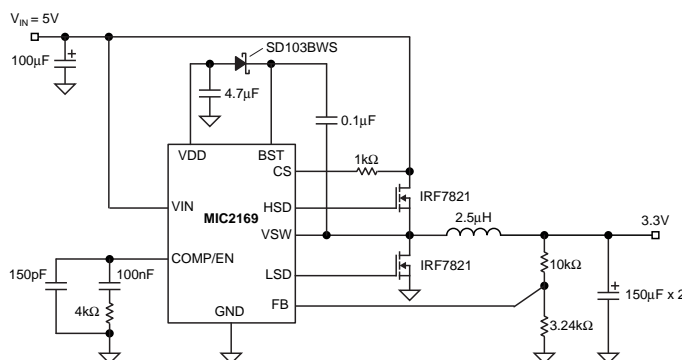 VIN = 5V
SD103BWS
100µF
4.7µF
0.1µF
VDD
BST
1kΩ
CS
IRF7821
HSD
VIN
MIC2169
2.5µH
3.3V
VSW
COMP/EN
150pF
100nF
10kΩ
LSD
IRF7821
150µF x 2
4kΩ
FB
GND
3.24kΩ